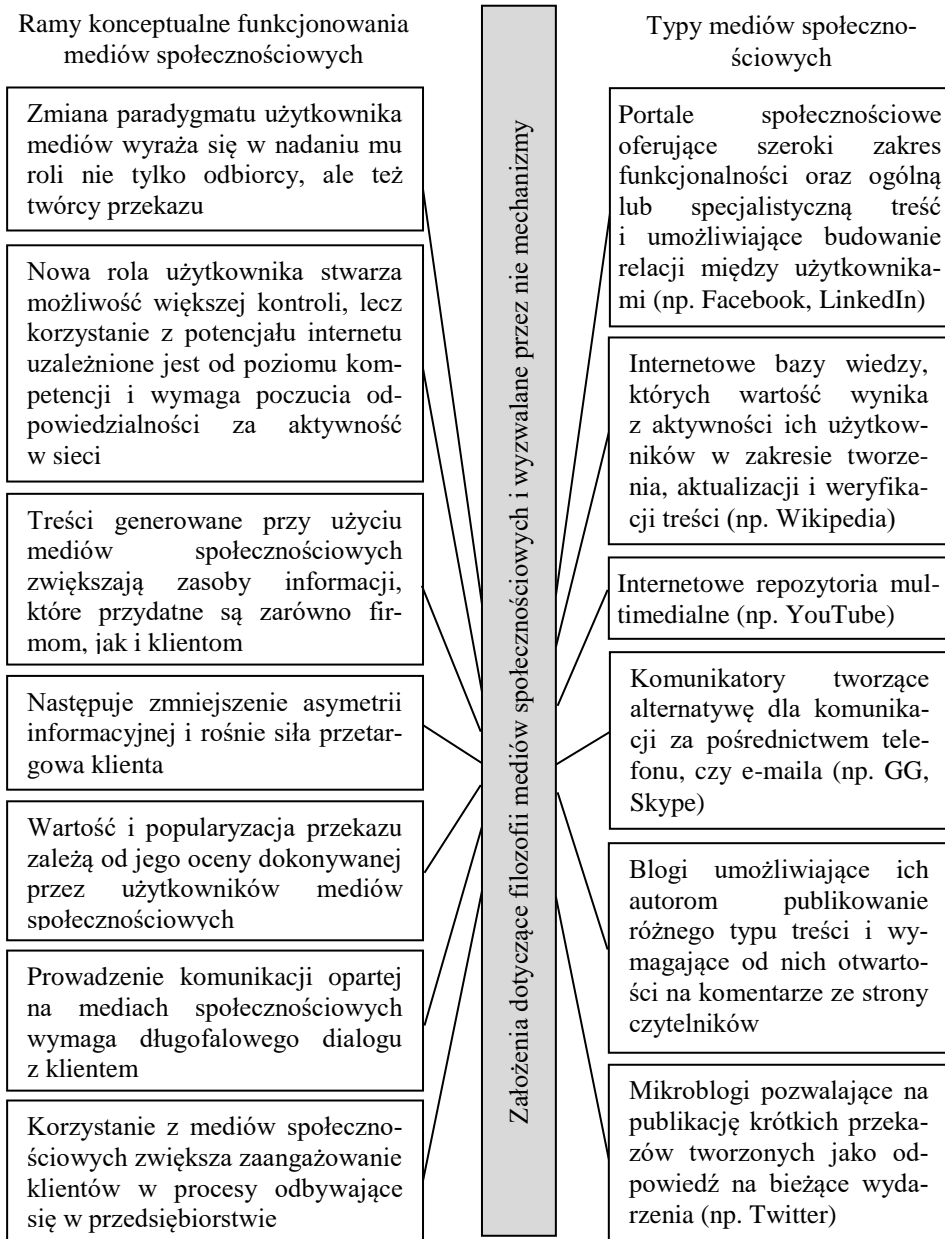 Ramy konceptualne funkcjonowania
mediów społecznościowych
Zmiana paradygmatu użytkownika
mediów wyraża się w nadaniu mu
roli nie tylko odbiorcy, ale też
twórcy przekazu
Nowa rola użytkownika stwarza
możliwość większej kontroli, lecz
korzystanie z potencjału internetu
uzależnione jest od poziomu kom-
petencji i wymaga poczucia od-
powiedzialności za aktywność
w sieci
Treści generowane przy użyciu
mediów społecznościowych
zwiększają zasoby informacji,
które przydatne są zarówno fir-
mom, jak i klientom
Następuje zmniejszenie asymetrii
informacyjnej i rośnie siła przetar-
gowa klienta
Wartość i popularyzacja przekazu
zależą od jego oceny dokonywanej
przez użytkowników mediów
społecznościowych
Prowadzenie komunikacji opartej
na mediach społecznościowych
wymaga długofalowego dialogu
z klientem
Korzystanie z mediów społeczno-
ściowych zwiększa zaangażowanie
klientów w procesy odbywające
się w przedsiębiorstwie
Założenia dotyczące filozofii mediów społecznościowych i wyzwalane przez nie mechanizmy
Typy mediów społeczno-
ściowych
Portale społecznościowe
oferujące szeroki zakres
funkcjonalności oraz ogólną
lub specjalistyczną treść
i umożliwiające budowanie
relacji między użytkownika-
mi (np. Facebook, LinkedIn)
Internetowe bazy wiedzy,
których wartość wynika
z aktywności ich użytkow-
ników w zakresie tworze-
nia, aktualizacji i weryfika-
cji treści (np. Wikipedia)
Internetowe repozytoria mul-
timedialne (np. YouTube)
Komunikatory tworzące
alternatywę dla komunika-
cji za pośrednictwem tele-
fonu, czy e-maila (np. GG,
Skype)
Blogi umożliwiające ich
autorom publikowanie
różnego typu treści i wy-
magające od nich otwarto-
ści na komentarze ze strony
czytelników
Mikroblogi pozwalające na
publikację krótkich przeka-
zów tworzonych jako od-
powiedź na bieżące wyda-
rzenia (np. Twitter)